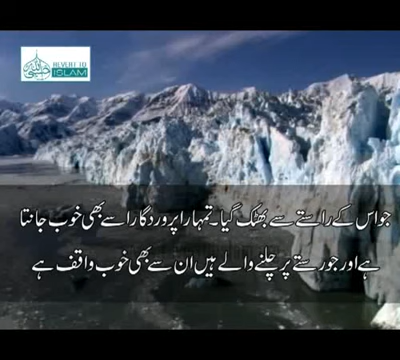 REVERT TO
ISLAM
جو اس کے راستے سے بھٹک گیا۔ تمہارا پروردگار اسے بھی خوب جانتا
ہے اور جو رستے پر چلنے والے ہیں ان سے بھی خوب واقف ہے